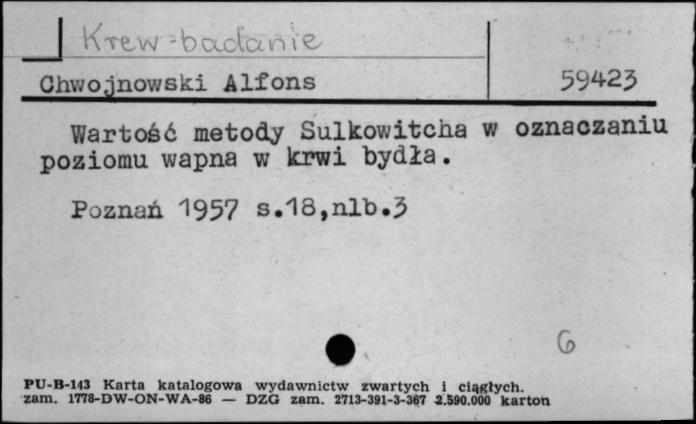 Krew-badanie
Chwojnowski Alfons 59423
Wartość metody Sulkowitcha w oznaczaniu
poziomu wapna w krwi bydła.
Poznań 1957 s.18,nlb.3
6
PU-B-143 Karta katalogowa wydawnictw zwartych i ciągłych.
zam. 1778-DW-ON-WA-86 — DZG zam. 2713-391-3-367 2.590.000 karton